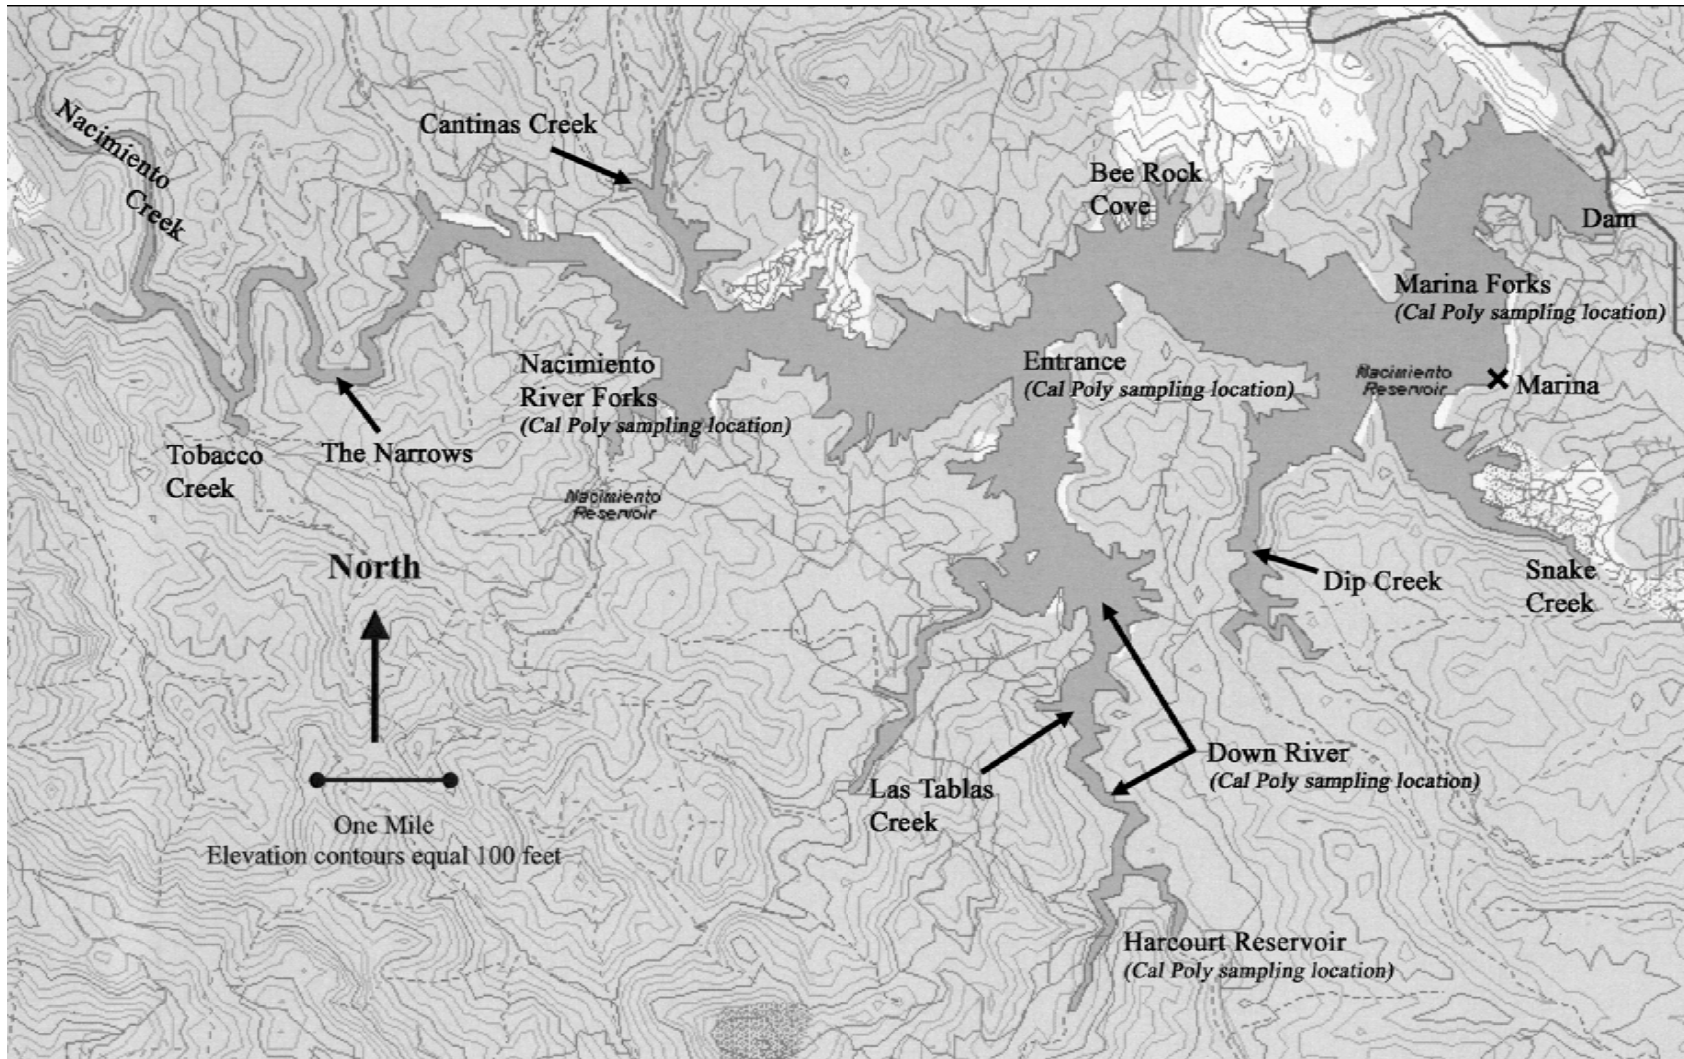 Nacimiento
Creek
Cantinas Creek
Bee Rock
Cove
Dam
Marina Forks
(Cal Poly sampling location)
Nacimiento
River Forks
(Cal Poly sampling location)
Entrance
(Cal Poly sampling location)
Nacimiento
Reservoir
Marina
Tobacco
Creek
The Narrows
Nacimiento
Reservoir
North
Dip Creek
Snake
Creek
Down River
(Cal Poly sampling location)
Las Tablas
Creek
One Mile
Elevation contours equal 100 feet
Harcourt Reservoir
(Cal Poly sampling location)